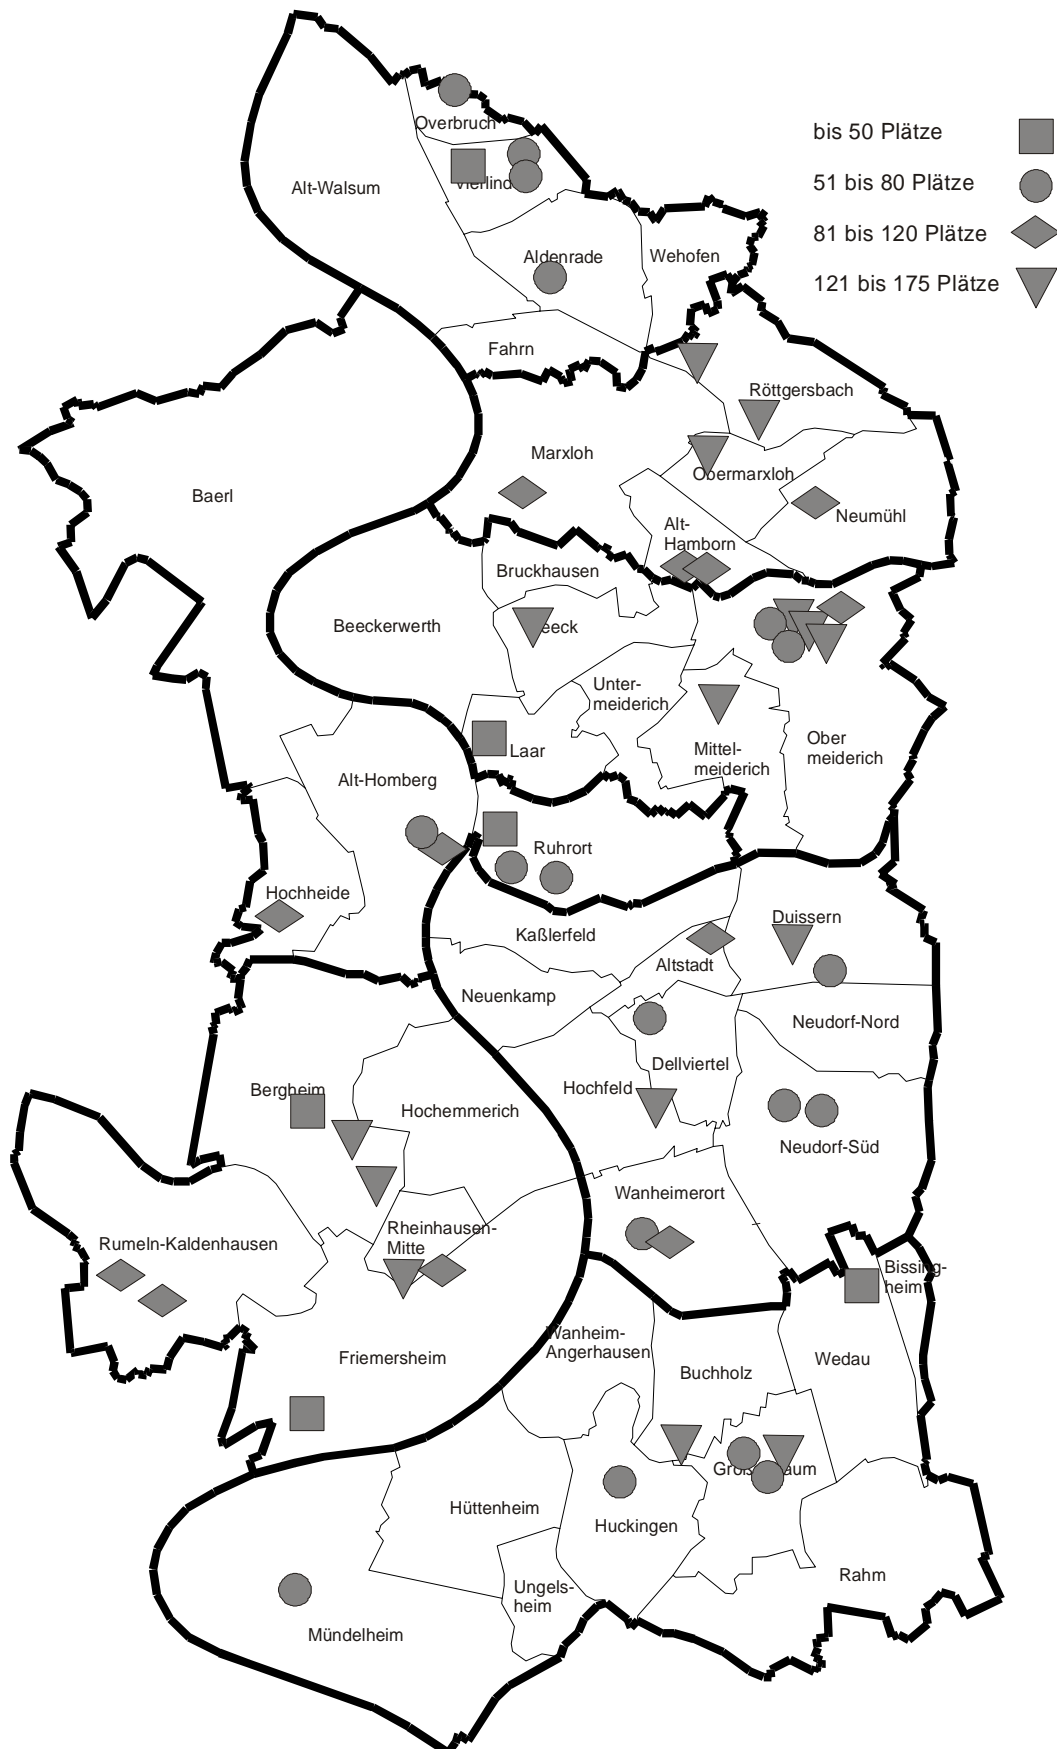 bis 50 Plätze
51 bis 80 Plätze
81 bis 120 Plätze
121 bis 175 Plätze
Overbruch
Alt-Walsum
Aldenrade
Wehofen
Fahrn
Röttgersbach
Marxloh
Obermarxloh
Baerl
Neumühl
Alt-
Hamborn
Bruckhausen
Beeckerwerth
eeck
Unter-
meiderich
Ober
meiderich
Mittel-
meiderich
Laar
Alt-Homberg
Ruhrort
Hochheide
Kaßlerfeld
Duissern
Altstadt
Neuenkamp
Neudorf-Nord
Dellviertel
Hochfeld
Bergheim
Hochemmerich
Neudorf-Süd
Wanheimerort
Rheinhausen-
Mitte
Rumeln-Kaldenhausen
Bissing-
heim
Wanheim-
Angerhausen
Friemersheim
Wedau
Buchholz
Hüttenheim
Huckingen
Rahm
Ungels-
heim
Mündelheim